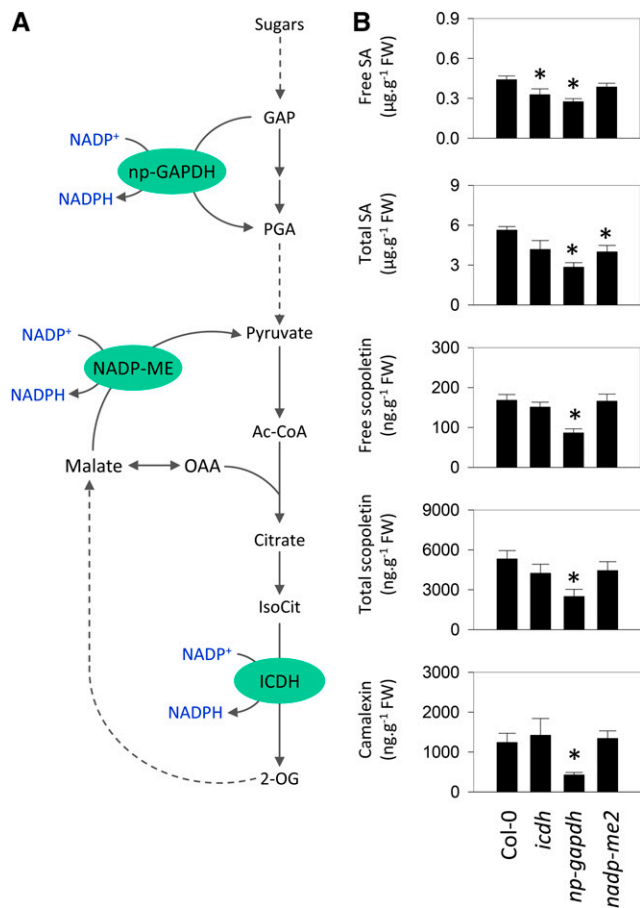 A
Sugars
GAP
NADP⁺
np-GAPDH
NADPH
PGA
NADP⁺
Pyruvate
NADP-ME
NADPH
Ac-CoA
Malate
OAA
Citrate
IsoCit
NADP⁺
ICDH
NADPH
2-OG
B
Free SA
(µg.g⁻¹ FW)
0.9
0.6
0.3
0.0
*
*
Total SA
(µg.g⁻¹ FW)
9
6
3
0
*
*
Free scopoletin
(ng.g⁻¹ FW)
300
200
100
0
*
Total scopoletin
(ng.g⁻¹ FW)
9000
6000
3000
0
*
Camalexin
(ng.g⁻¹ FW)
3000
2000
1000
0
*
Col-0
icdh
np-gapdh
nadp-me2